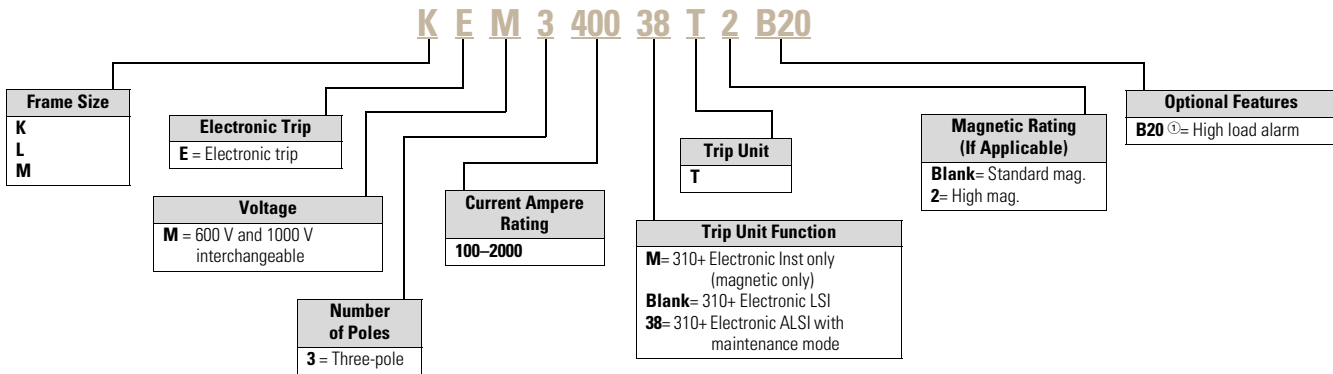 K E M 3 400 38 T 2 B20
Frame Size
K
L
M
Electronic Trip
E = Electronic trip
Voltage
M = 600 V and 1000 V
interchangeable
Number
of Poles
3 = Three-pole
Current Ampere
Rating
100–2000
Trip Unit
T
Trip Unit Function
M= 310+ Electronic Inst only
(magnetic only)
Blank= 310+ Electronic LSI
38= 310+ Electronic ALSI with
maintenance mode
Magnetic Rating
(If Applicable)
Blank= Standard mag.
2= High mag.
Optional Features
B20 ①= High load alarm